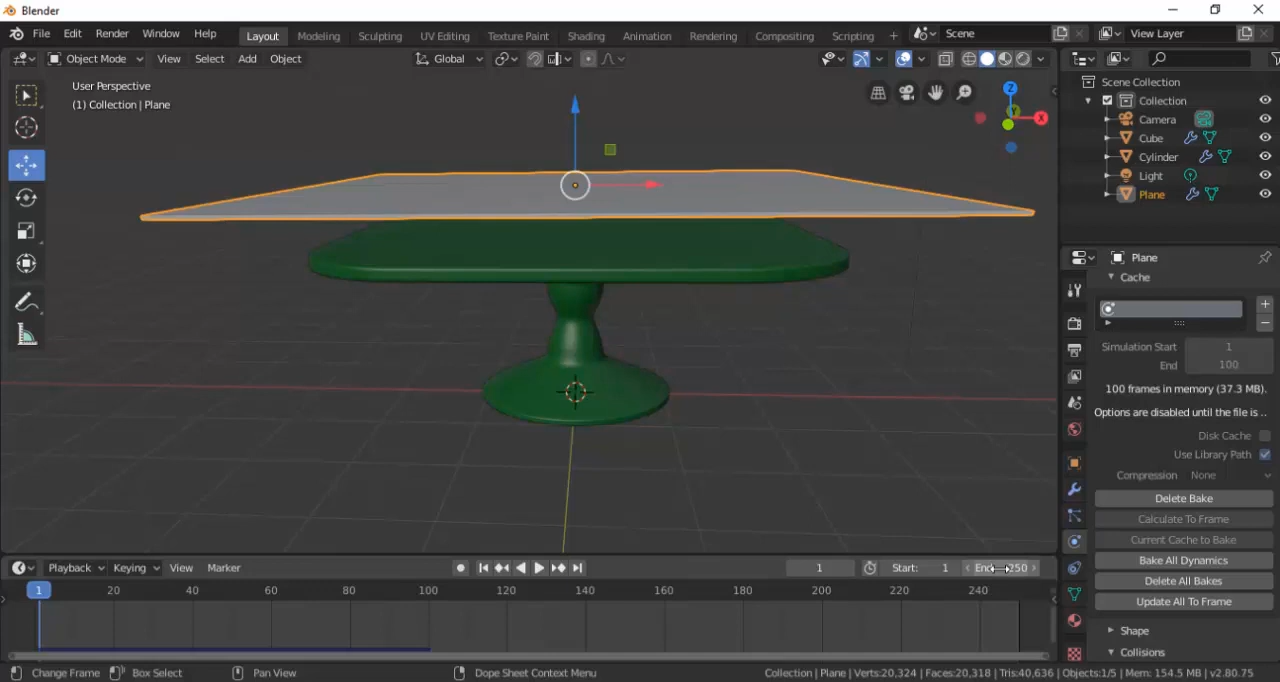 Blender
File Edit Render Window Help Layout Modeling Sculpting UV Editing Texture Paint Shading Animation Rendering Compositing Scripting + Scene View Layer
Object Mode View Select Add Object Global
User Perspective
(1) Collection | Plane
Z
Y
X
Scene Collection
Collection
Camera
Cube
Cylinder
Light
Plane
Plane
Cache
Simulation Start 1
End 100
100 frames in memory (37.3 MB).
Options are disabled until the file is ..
Disk Cache
Use Library Path
Compression None
Delete Bake
Calculate To Frame
Current Cache to Bake
Bake All Dynamics
Delete All Bakes
Update All To Frame
Shape
Collisions
Playback Keying View Marker 1 Start: 1 End: 250
1 20 40 60 80 100 120 140 160 180 200 220 240
Change Frame Box Select Pan View Dope Sheet Context Menu Collection | Plane | Verts:20,324 | Faces:20,318 | Tris:40,636 | Objects:1/5 | Mem: 154.5 MB | v2.80.75